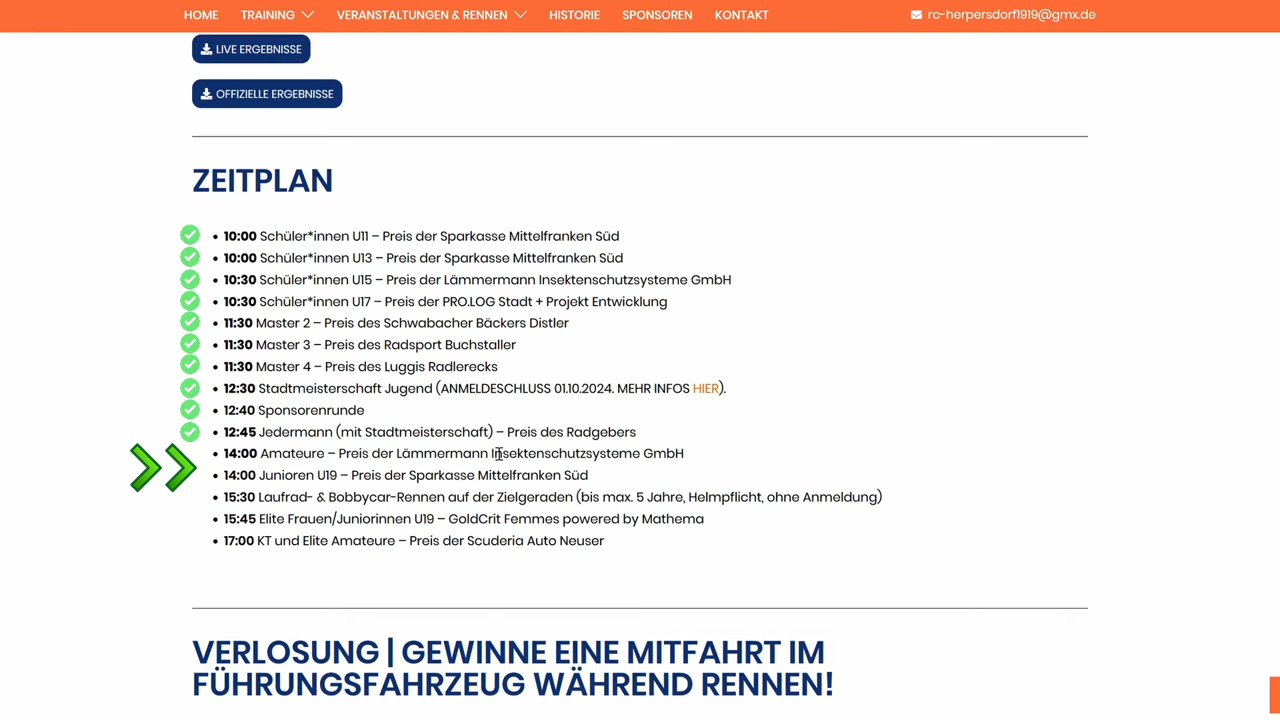 HOME TRAINING VERANSTALTUNGEN & RENNEN HISTORIE SPONSOREN KONTAKT rc-herpersdorf1919@gmx.de
LIVE ERGEBNISSE
OFFIZIELLE ERGEBNISSE
ZEITPLAN
• 10:00 Schüler*innen U11 – Preis der Sparkasse Mittelfranken Süd
• 10:00 Schüler*innen U13 – Preis der Sparkasse Mittelfranken Süd
• 10:30 Schüler*innen U15 – Preis der Lämmermann Insektenschutzsysteme GmbH
• 10:30 Schüler*innen U17 – Preis der PRO.LOG Stadt + Projekt Entwicklung
• 11:30 Master 2 – Preis des Schwabacher Bäckers Distler
• 11:30 Master 3 – Preis des Radsport Buchstaller
• 11:30 Master 4 – Preis des Luggis Radlerecks
• 12:30 Stadtmeisterschaft Jugend (ANMELDESCHLUSS 01.10.2024. MEHR INFOS HIER).
• 12:40 Sponsorenrunde
• 12:45 Jedermann (mit Stadtmeisterschaft) – Preis des Radgebers
• 14:00 Amateure – Preis der Lämmermann Insektenschutzsysteme GmbH
• 14:00 Junioren U19 – Preis der Sparkasse Mittelfranken Süd
• 15:30 Laufrad- & Bobbycar-Rennen auf der Zielgeraden (bis max. 5 Jahre, Helmpflicht, ohne Anmeldung)
• 15:45 Elite Frauen/Juniorinnen U19 – GoldCrit Femmes powered by Mathema
• 17:00 KT und Elite Amateure – Preis der Scuderia Auto Neuser
VERLOSUNG | GEWINNE EINE MITFAHRT IM
FÜHRUNGSFAHRZEUG WÄHREND RENNEN!